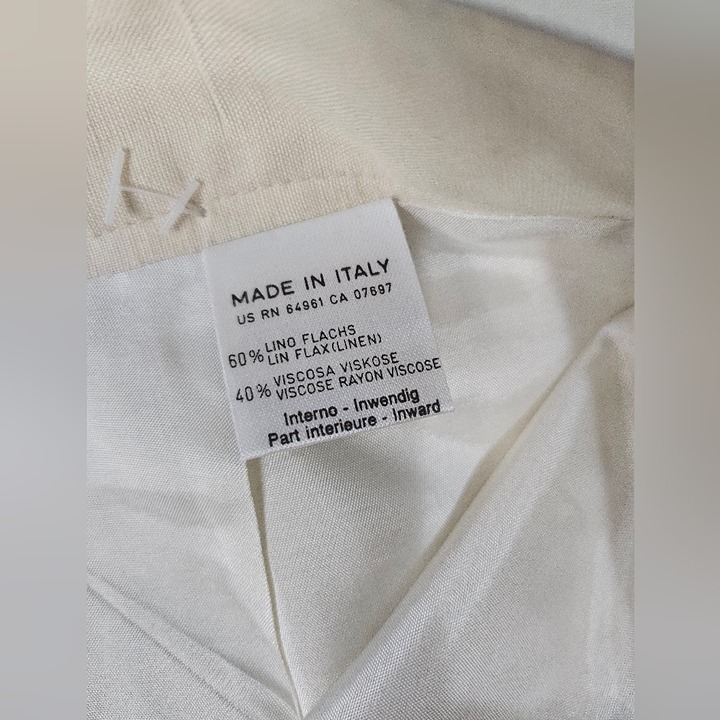 MADE IN ITALY
US RN 64961 CA 07697
60% LINO FLACHS
LIN FLAX(LINEN)
40% VISCOSA VISKOSE
VISCOSE RAYON VISCOSE
Interno - Inwendig
Part interieure - Inward